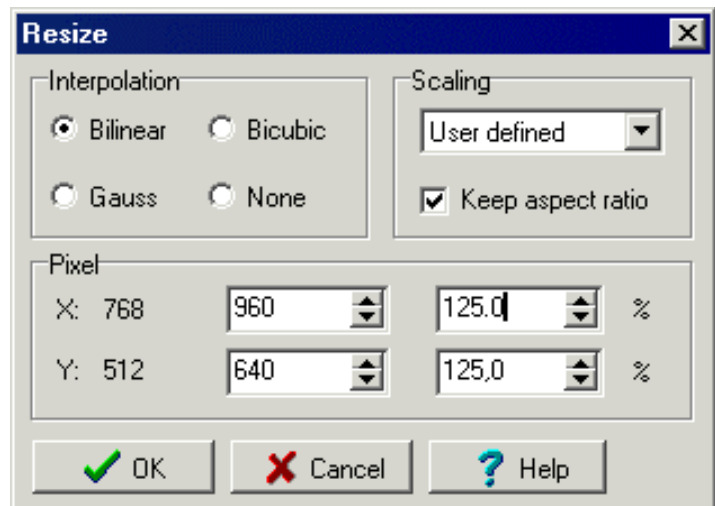 Resize
Interpolation
Bilinear Bicubic
Gauss None
Scaling
User defined
Keep aspect ratio
Pixel
X: 768 960 125.0 %
Y: 512 640 125,0 %
OK Cancel ? Help